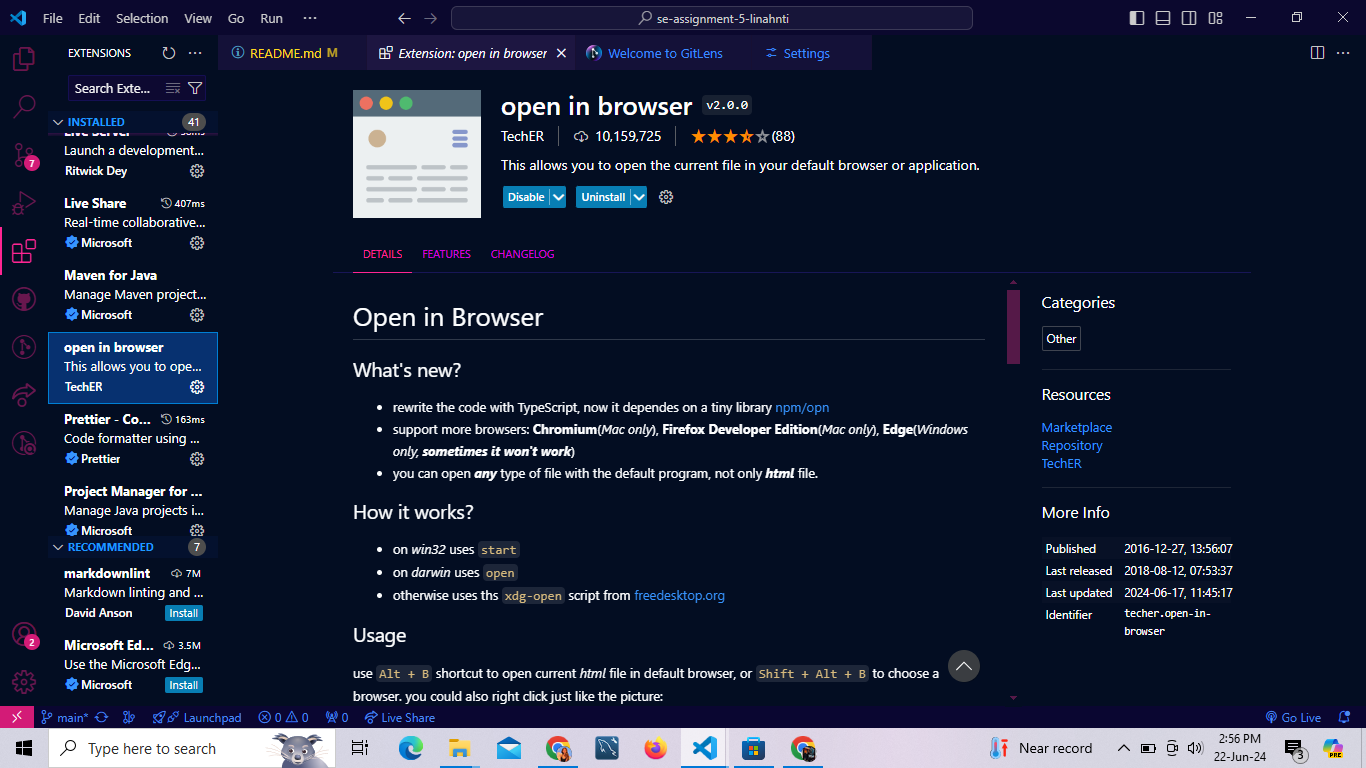 File Edit Selection View Go Run ··· se-assignment-5-linahnti
EXTENSIONS ···
README.md M Extension: open in browser Welcome to GitLens Settings
Search Exte...
INSTALLED 41
Launch a development...
Ritwick Dey
Live Share 407ms
Real-time collaborative...
Microsoft
Maven for Java
Manage Maven project...
Microsoft
open in browser
This allows you to ope...
TechER
Prettier - Co... 163ms
Code formatter using ...
Prettier
Project Manager for ...
Manage Java projects i...
Microsoft
RECOMMENDED 7
markdownlint 7M
Markdown linting and ...
David Anson Install
Microsoft Ed... 3.5M
Use the Microsoft Edg...
Microsoft Install
7
2
open in browser v2.0.0
TechER 10,159,725 (88)
This allows you to open the current file in your default browser or application.
Disable Uninstall
DETAILS FEATURES CHANGELOG
Open in Browser
What's new?
• rewrite the code with TypeScript, now it dependes on a tiny library npm/opn
• support more browsers: Chromium(Mac only), Firefox Developer Edition(Mac only), Edge(Windows
only, sometimes it won't work)
• you can open any type of file with the default program, not only html file.
How it works?
• on win32 uses start
• on darwin uses open
• otherwise uses ths xdg-open script from freedesktop.org
Usage
use Alt + B shortcut to open current html file in default browser, or Shift + Alt + B to choose a
browser. you could also right click just like the picture:
Categories
Other
Resources
Marketplace
Repository
TechER
More Info
Published 2016-12-27, 13:56:07
Last released 2018-08-12, 07:53:37
Last updated 2024-06-17, 11:45:17
Identifier techer.open-in-
browser
main* Launchpad 0 0 0 Live Share Go Live
Type here to search Near record 2:56 PM
22-Jun-24 3 PRE